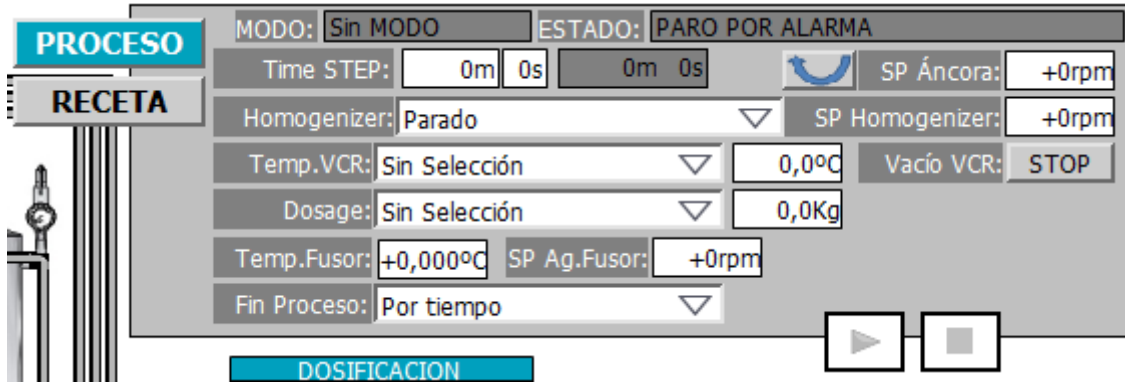 PROCESO
RECETA
MODO: Sin MODO ESTADO: PARO POR ALARMA
Time STEP: 0m 0s 0m 0s SP Áncora: +0rpm
Homogenizer: Parado SP Homogenizer: +0rpm
Temp.VCR: Sin Selección 0,0ºC Vacío VCR: STOP
Dosage: Sin Selección 0,0Kg
Temp.Fusor: +0,000ºC SP Ag.Fusor: +0rpm
Fin Proceso: Por tiempo
DOSIFICACION